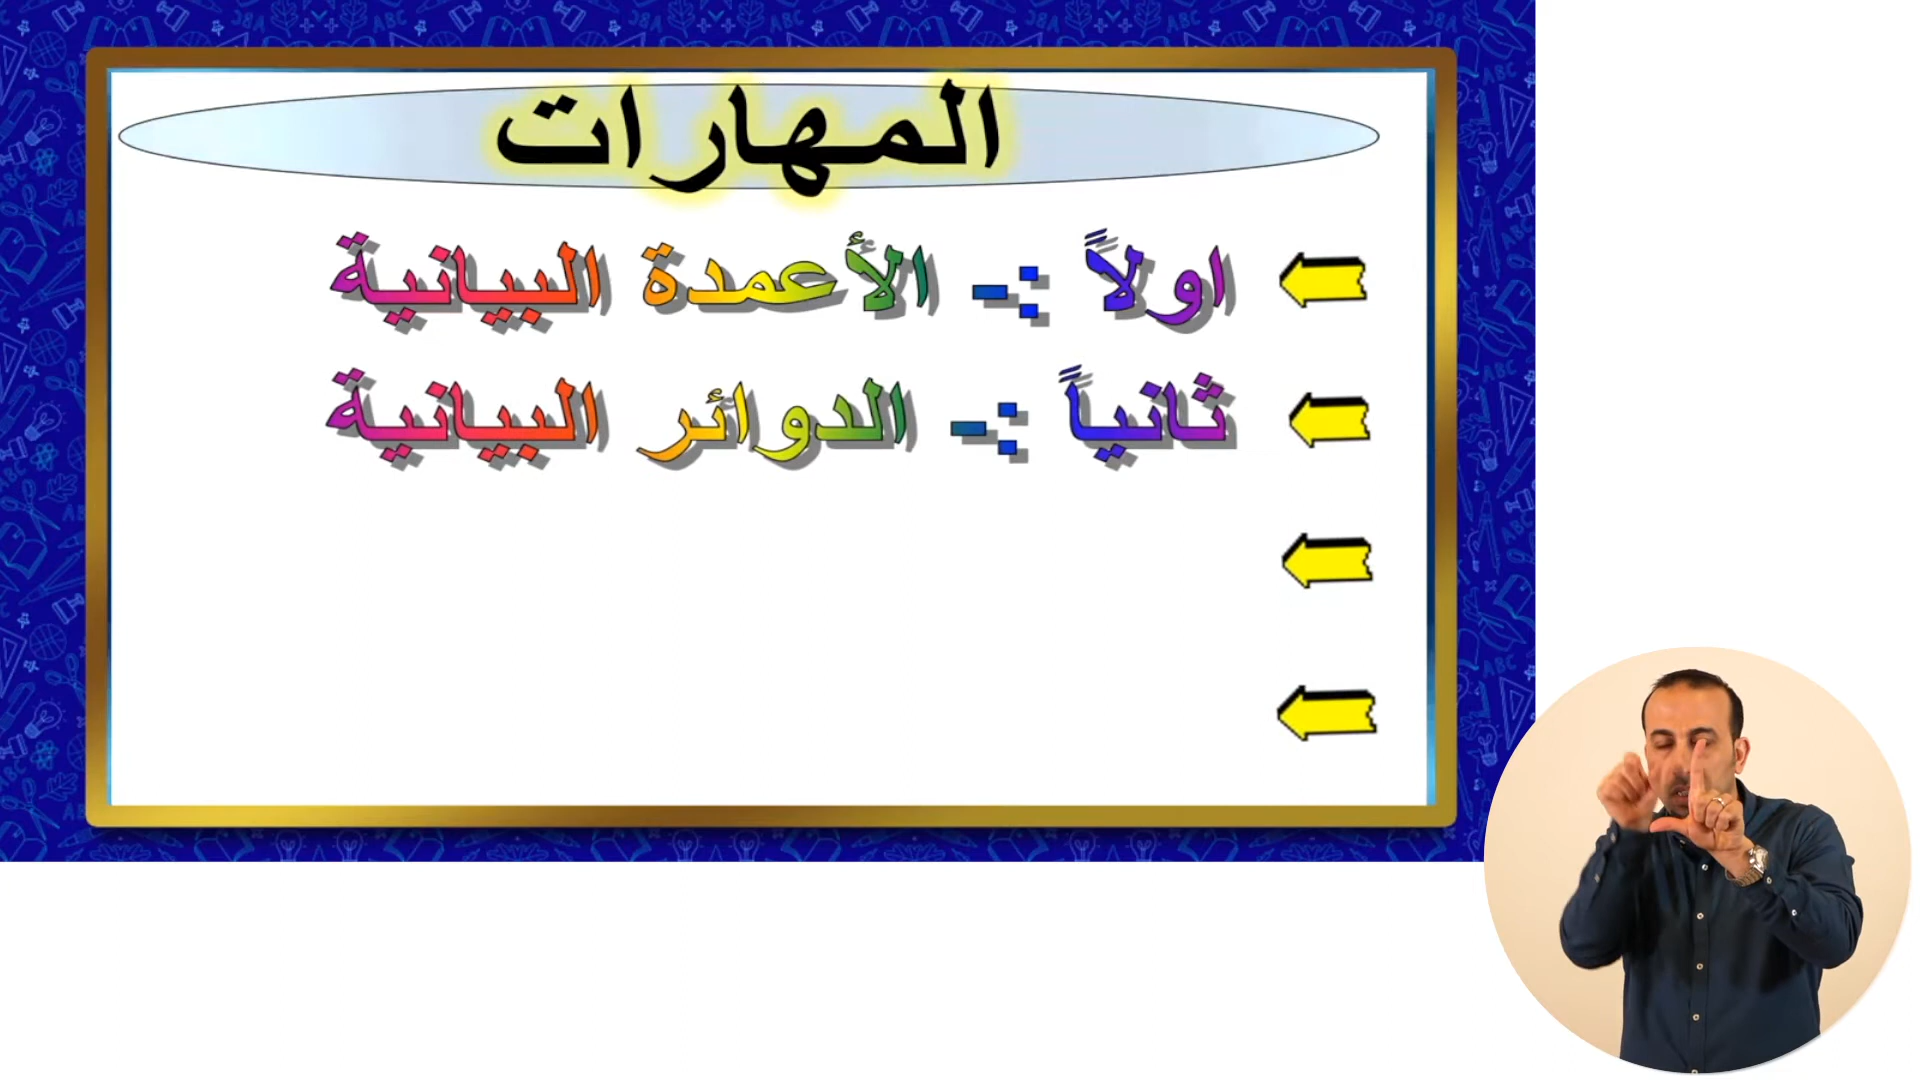 المهارات
اولاً :- الأعمدة البيانية
ثانياً :- الدوائر البيانية